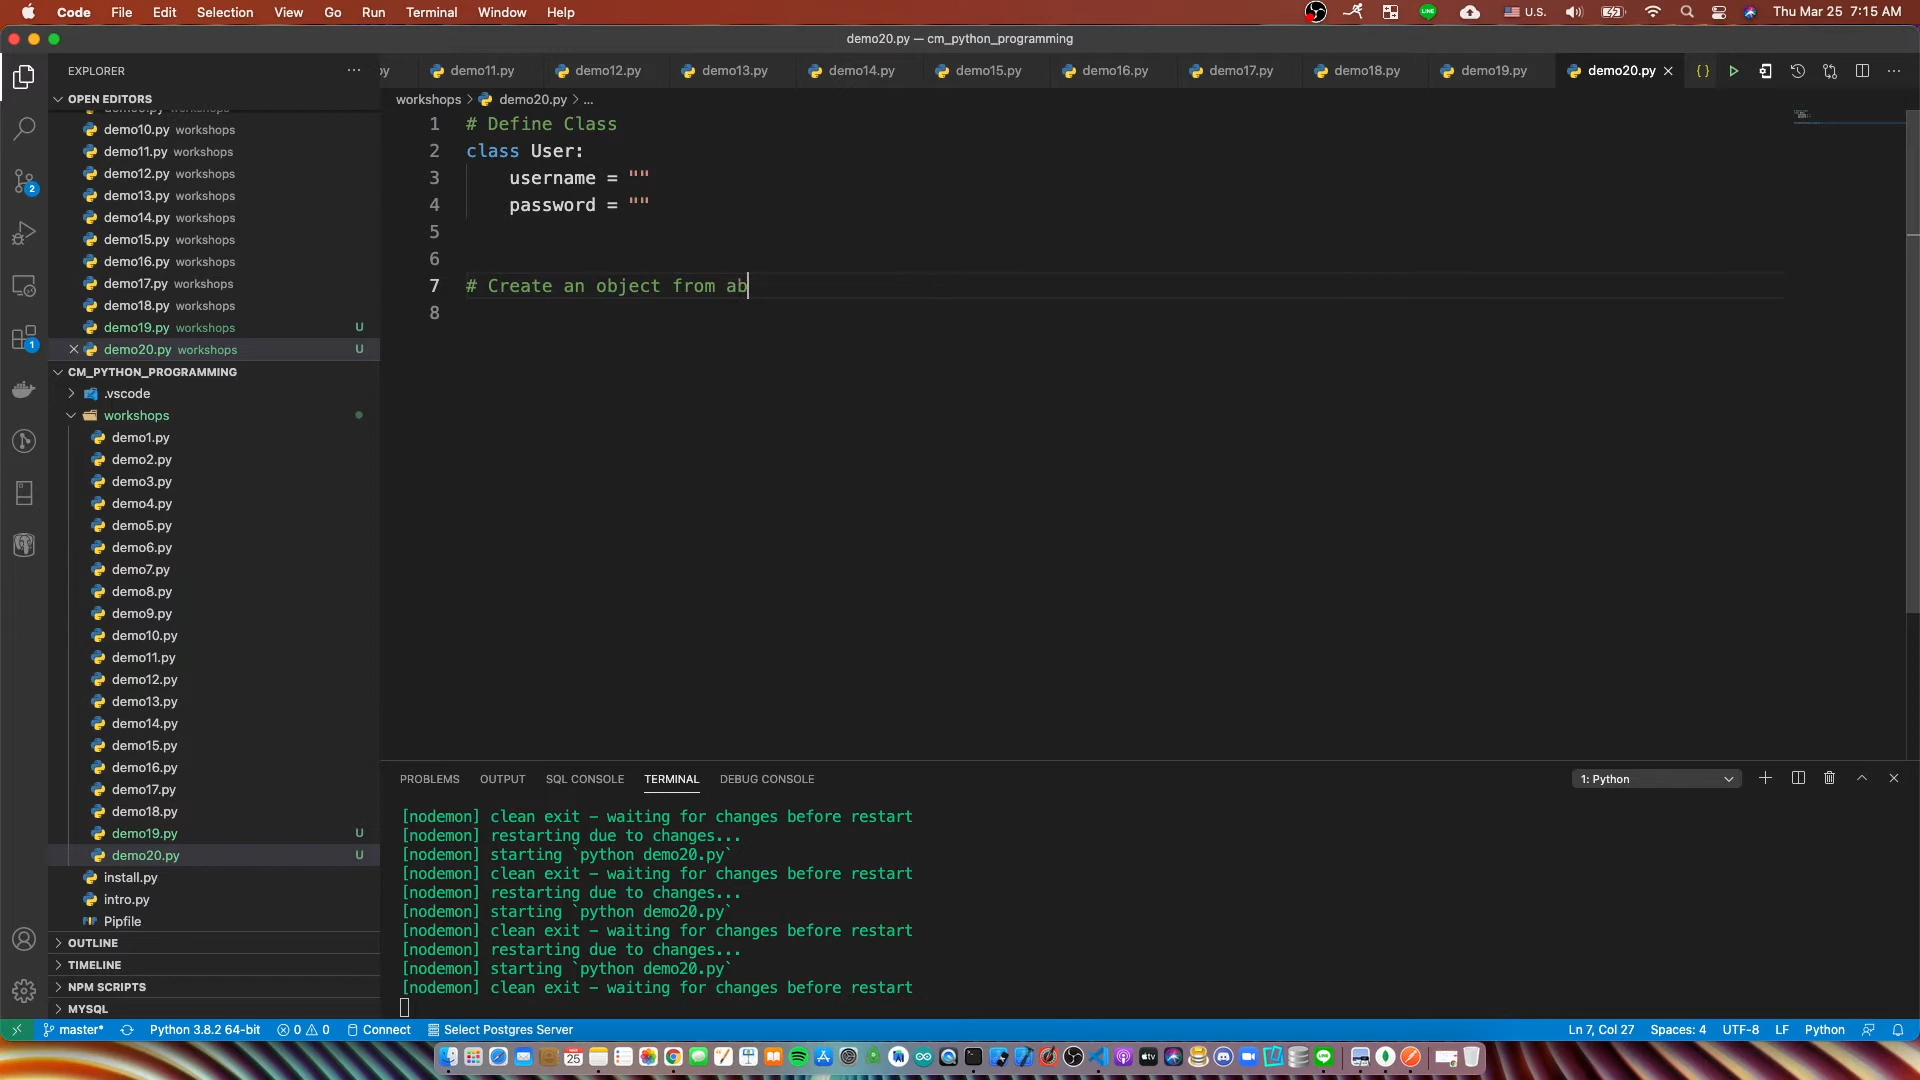 Code File Edit Selection View Go Run Terminal Window Help
U.S. Thu Mar 25 7:15 AM
demo20.py — cm_python_programming
EXPLORER
py demo11.py demo12.py demo13.py demo14.py demo15.py demo16.py demo17.py demo18.py demo19.py demo20.py
OPEN EDITORS
demo10.py workshops
demo11.py workshops
demo12.py workshops
demo13.py workshops
demo14.py workshops
demo15.py workshops
demo16.py workshops
demo17.py workshops
demo18.py workshops
demo19.py workshops U
demo20.py workshops U
CM_PYTHON_PROGRAMMING
.vscode
workshops
demo1.py
demo2.py
demo3.py
demo4.py
demo5.py
demo6.py
demo7.py
demo8.py
demo9.py
demo10.py
demo11.py
demo12.py
demo13.py
demo14.py
demo15.py
demo16.py
demo17.py
demo18.py
demo19.py U
demo20.py U
install.py
intro.py
Pipfile
OUTLINE
TIMELINE
NPM SCRIPTS
MYSQL
workshops > demo20.py > ...
1 # Define Class
2 class User:
3 username = ""
4 password = ""
5
6
7 # Create an object from ab
8
PROBLEMS OUTPUT SQL CONSOLE TERMINAL DEBUG CONSOLE
1: Python
[nodemon] clean exit - waiting for changes before restart
[nodemon] restarting due to changes...
[nodemon] starting `python demo20.py`
[nodemon] clean exit - waiting for changes before restart
[nodemon] restarting due to changes...
[nodemon] starting `python demo20.py`
[nodemon] clean exit - waiting for changes before restart
[nodemon] restarting due to changes...
[nodemon] starting `python demo20.py`
[nodemon] clean exit - waiting for changes before restart
master* Python 3.8.2 64-bit 0 0 Connect Select Postgres Server
Ln 7, Col 27 Spaces: 4 UTF-8 LF Python